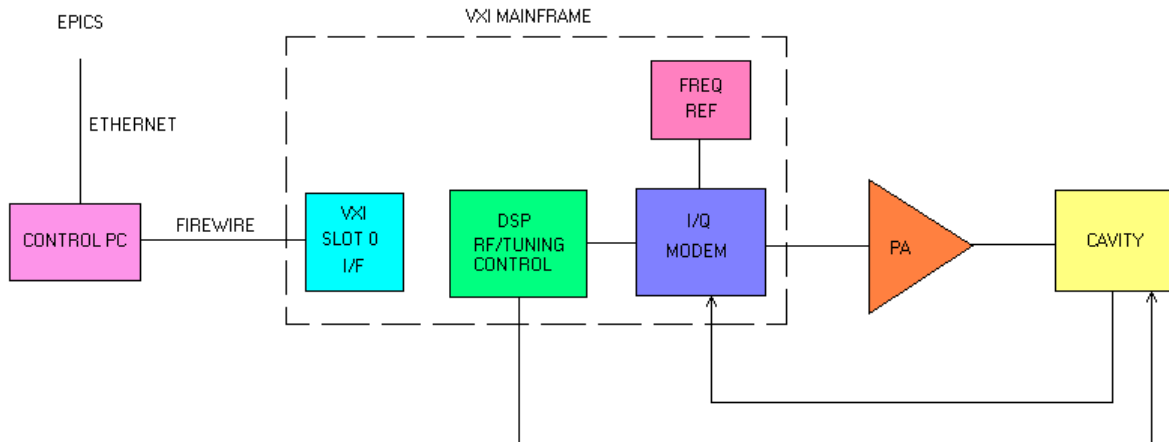 VXI MAINFRAME
EPICS
ETHERNET
FREQ
REF
CONTROL PC
FIREWIRE
VXI
SLOT 0
I/F
DSP
RF/TUNING
CONTROL
I/Q
MODEM
PA
CAVITY